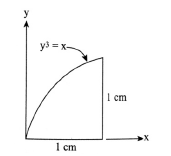 y
y³ = x
1 cm
x
1 cm